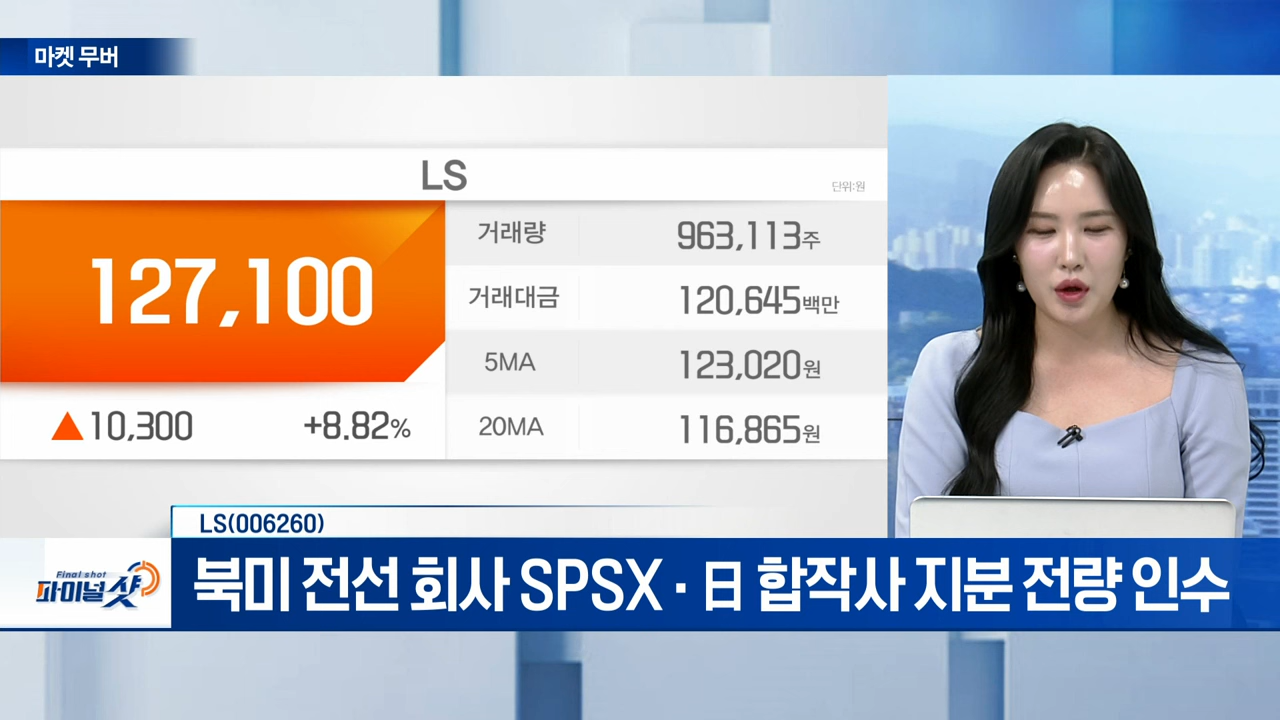 마켓 무버
LS
단위:원
127,100
▲10,300 +8.82%
거래량 963,113주
거래대금 120,645백만
5MA 123,020원
20MA 116,865원
LS(006260)
Final shot
파이널샷
북미 전선 회사 SPSX · 日 합작사 지분 전량 인수